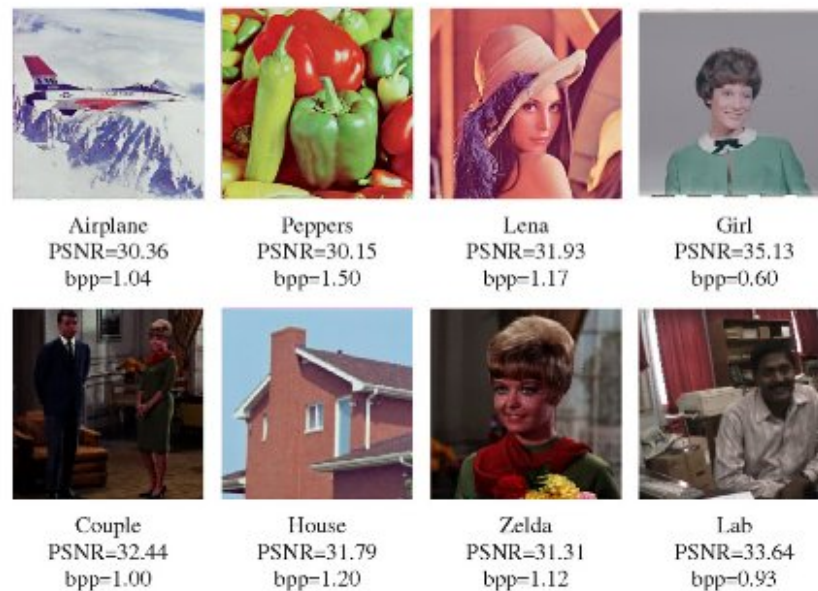 Airplane
PSNR=30.36
bpp=1.04
Peppers
PSNR=30.15
bpp=1.50
Lena
PSNR=31.93
bpp=1.17
Girl
PSNR=35.13
bpp=0.60
Couple
PSNR=32.44
bpp=1.00
House
PSNR=31.79
bpp=1.20
Zelda
PSNR=31.31
bpp=1.12
Lab
PSNR=33.64
bpp=0.93